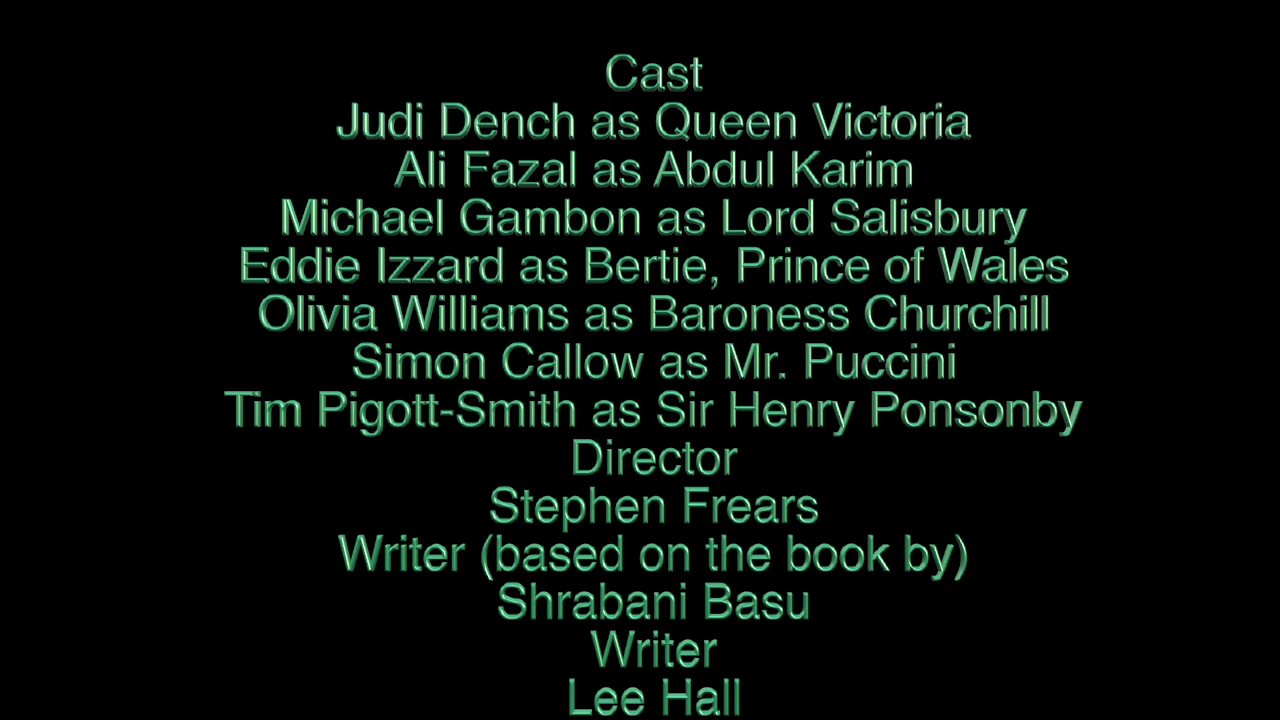 Cast
Judi Dench as Queen Victoria
Ali Fazal as Abdul Karim
Michael Gambon as Lord Salisbury
Eddie Izzard as Bertie, Prince of Wales
Olivia Williams as Baroness Churchill
Simon Callow as Mr. Puccini
Tim Pigott-Smith as Sir Henry Ponsonby
Director
Stephen Frears
Writer (based on the book by)
Shrabani Basu
Writer
Lee Hall